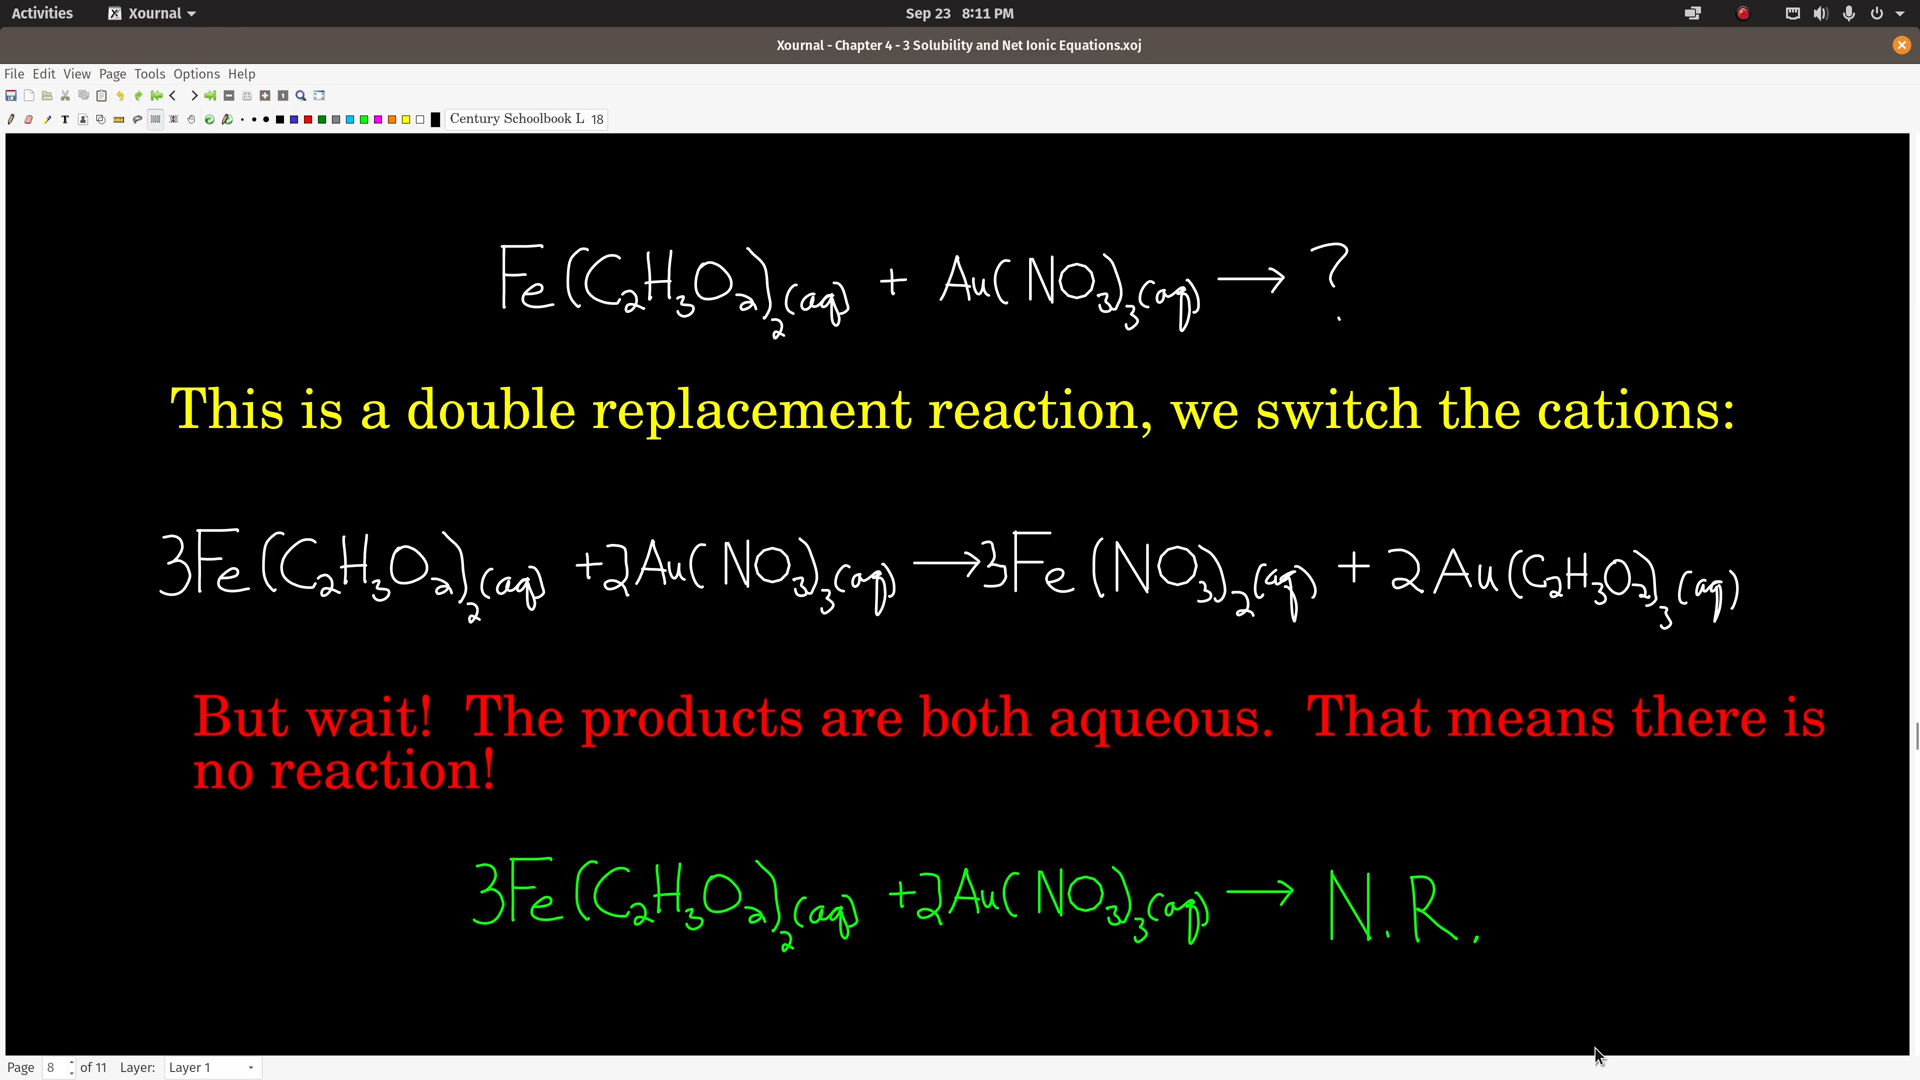 Activities Xournal Sep 23 8:11 PM
Xournal - Chapter 4 - 3 Solubility and Net Ionic Equations.xoj
File Edit View Page Tools Options Help
Century Schoolbook L 18
Fe(C₂H₃O₂)₂(aq) + Au(NO₃)₃(aq) → ?
This is a double replacement reaction, we switch the cations:
3Fe(C₂H₃O₂)₂(aq) +2Au(NO₃)₃(aq) → 3Fe(NO₃)₂(aq) + 2Au(C₂H₃O₂)₃(aq)
But wait! The products are both aqueous. That means there is
no reaction!
3Fe(C₂H₃O₂)₂(aq) +2Au(NO₃)₃(aq) → N.R.
Page 8 of 11 Layer: Layer 1